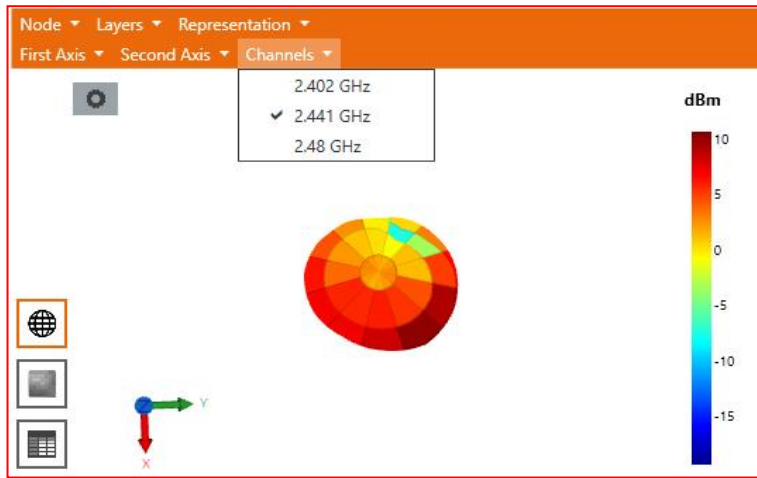 Node Layers Representation
First Axis Second Axis Channels
2.402 GHz
2.441 GHz
2.48 GHz
dBm
10
5
0
-5
-10
-15
Z
Y
X